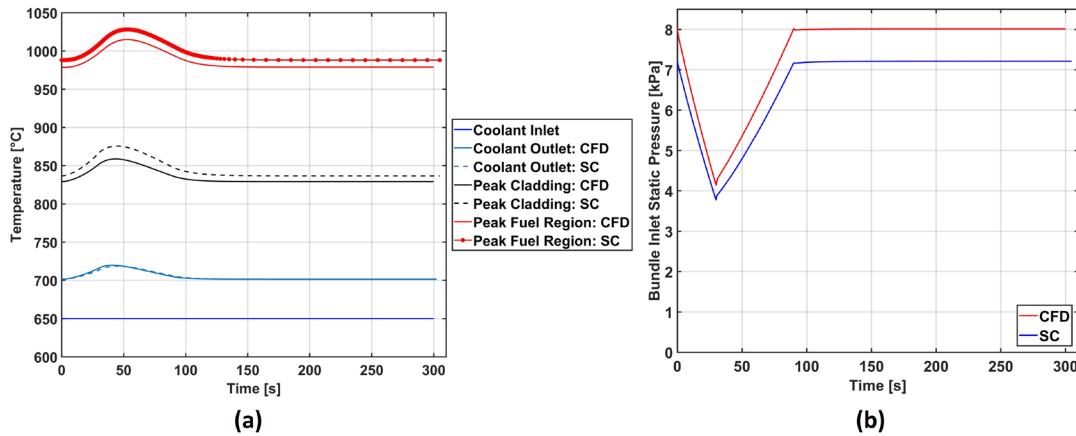 1100
1050
1000
950
900
850
800
750
700
650
600
Temperature [°C]
0 50 100 150 200 250 300
Time [s]
Coolant Inlet
Coolant Outlet: CFD
Coolant Outlet: SC
Peak Cladding: CFD
Peak Cladding: SC
Peak Fuel Region: CFD
Peak Fuel Region: SC
(a)
9
8
7
6
5
4
3
2
1
0
Bundle Inlet Static Pressure [kPa]
0 50 100 150 200 250 300
Time [s]
CFD
SC
(b)